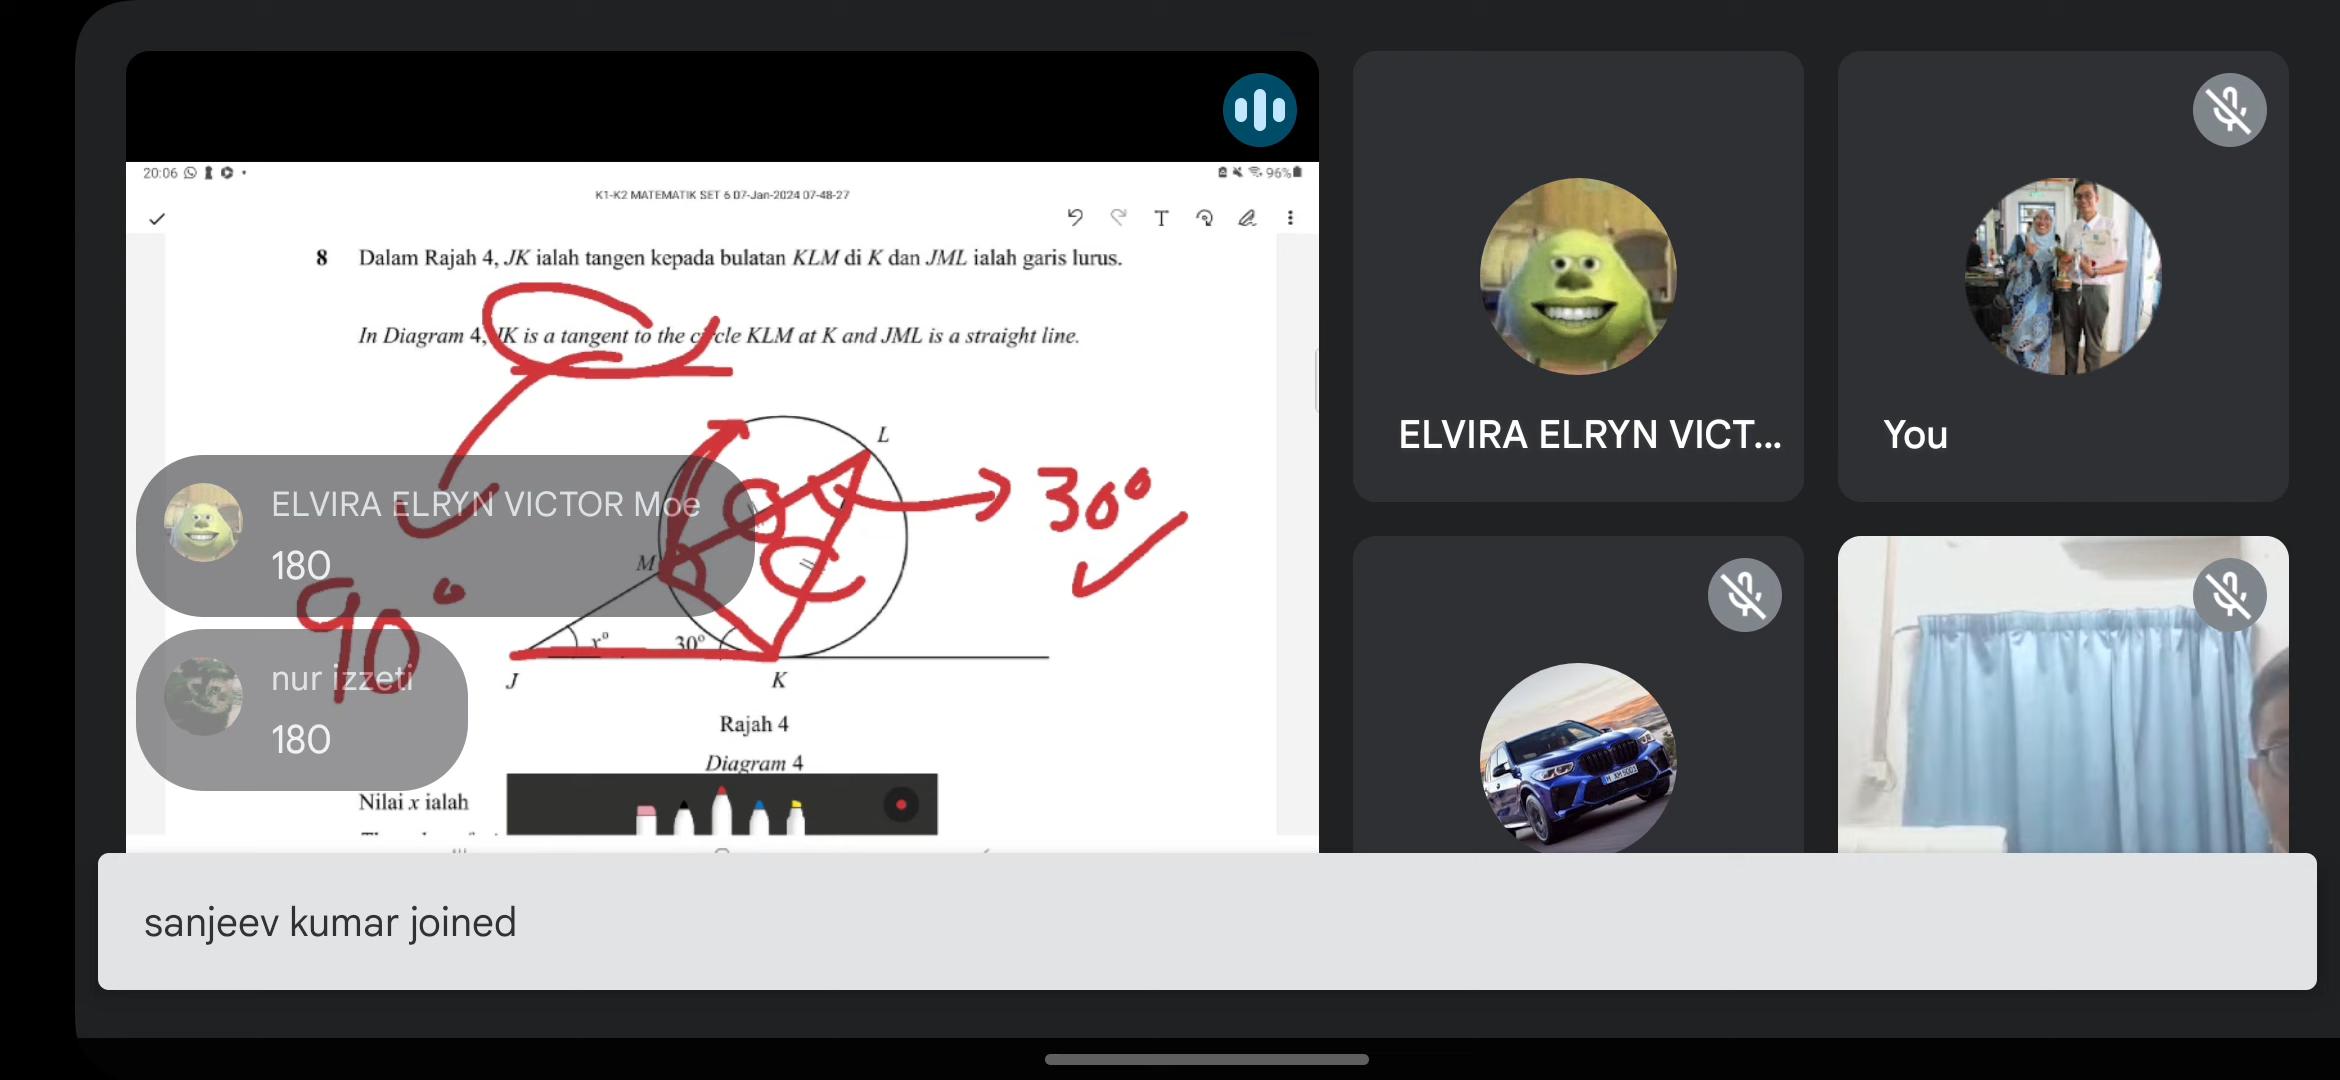 20:06
96%
K1-K2 MATEMATIK SET 6 07-Jan-2024 07-48-27
T
8 Dalam Rajah 4, JK ialah tangen kepada bulatan KLM di K dan JML ialah garis lurus.
In Diagram 4, JK is a tangent to the circle KLM at K and JML is a straight line.
L
30°
ELVIRA ELRYN VICTOR Moe
180
M
90°
x°
30°
nur izzeti
180
J
K
Rajah 4
Diagram 4
Nilai x ialah
ELVIRA ELRYN VICT...
You
sanjeev kumar joined